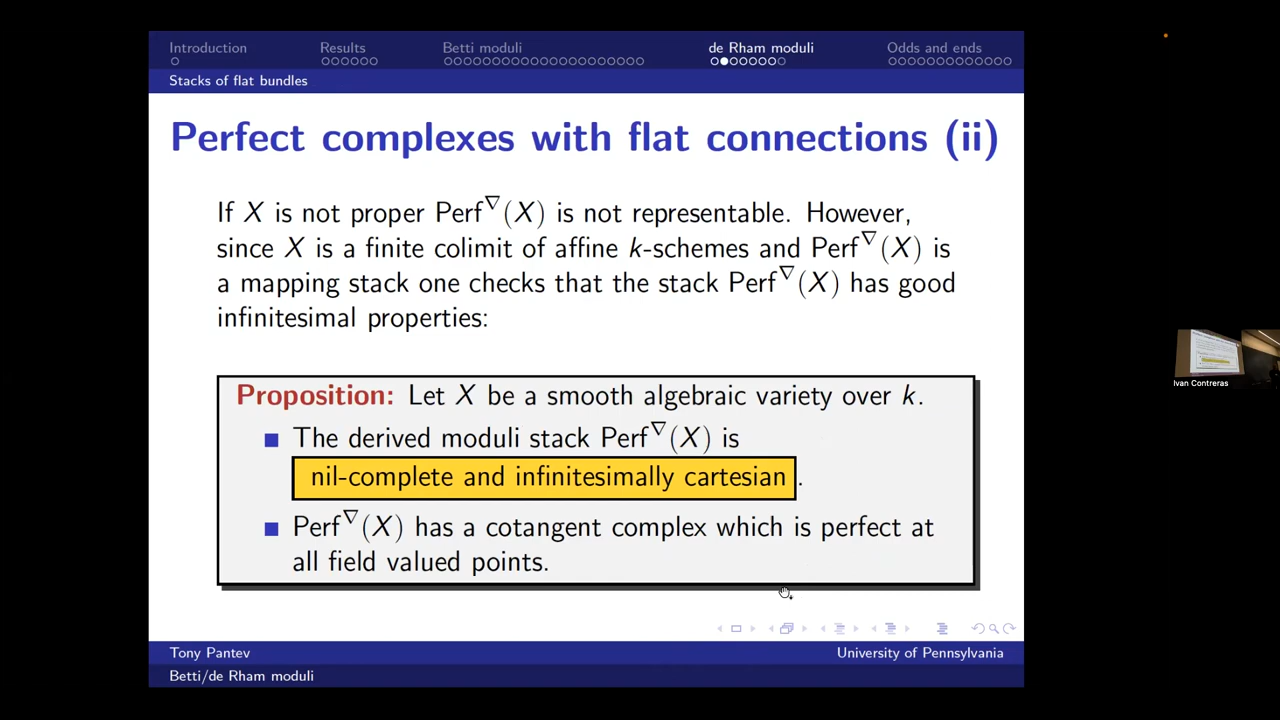 Introduction Results Betti moduli de Rham moduli Odds and ends
Stacks of flat bundles
Perfect complexes with flat connections (ii)
If X is not proper Perf^∇(X) is not representable. However,
since X is a finite colimit of affine k-schemes and Perf^∇(X) is
a mapping stack one checks that the stack Perf^∇(X) has good
infinitesimal properties:
Proposition: Let X be a smooth algebraic variety over k.
■ The derived moduli stack Perf^∇(X) is
nil-complete and infinitesimally cartesian.
■ Perf^∇(X) has a cotangent complex which is perfect at
all field valued points.
Tony Pantev University of Pennsylvania
Betti/de Rham moduli
Ivan Contreras